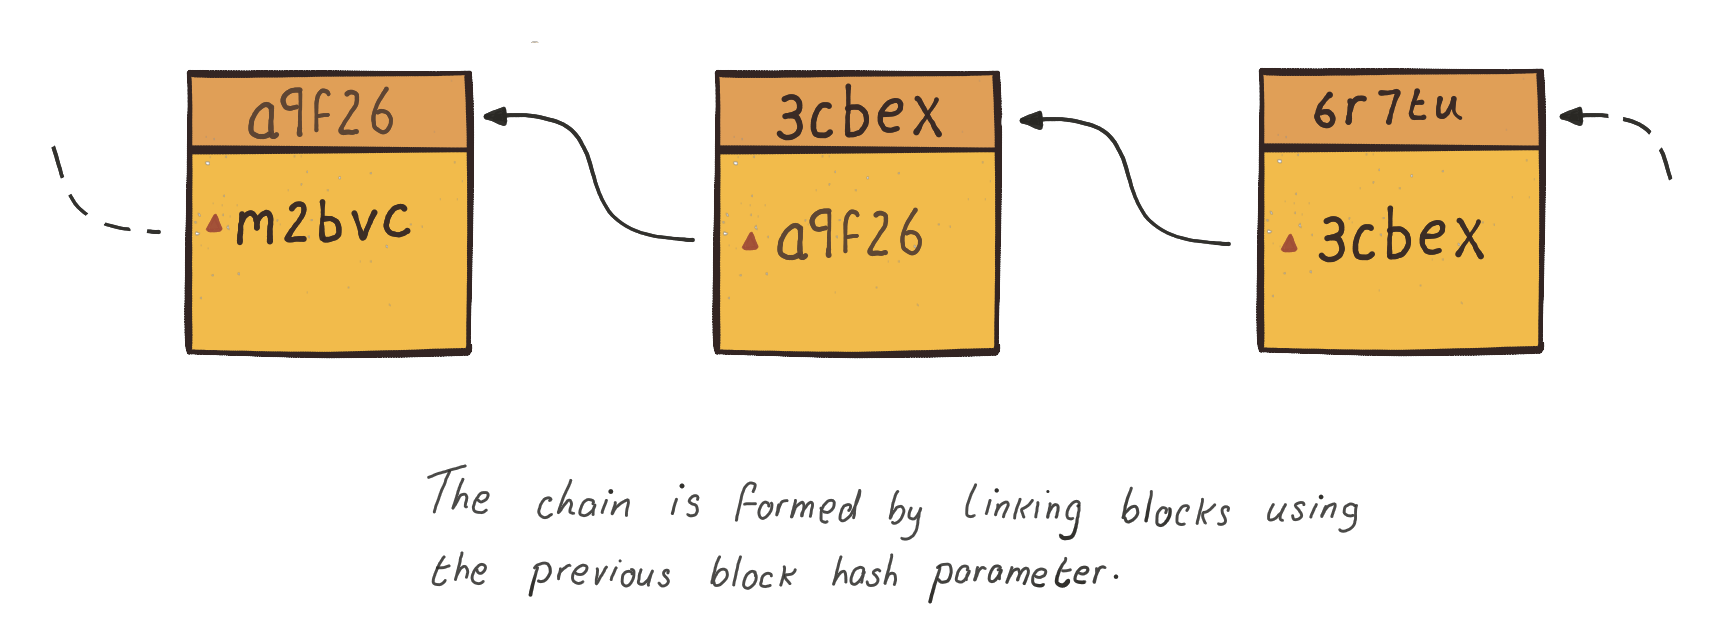 a9f26
m2bvc
3cbex
a9f26
6r7tu
3cbex
The chain is formed by linking blocks using
the previous block hash parameter.